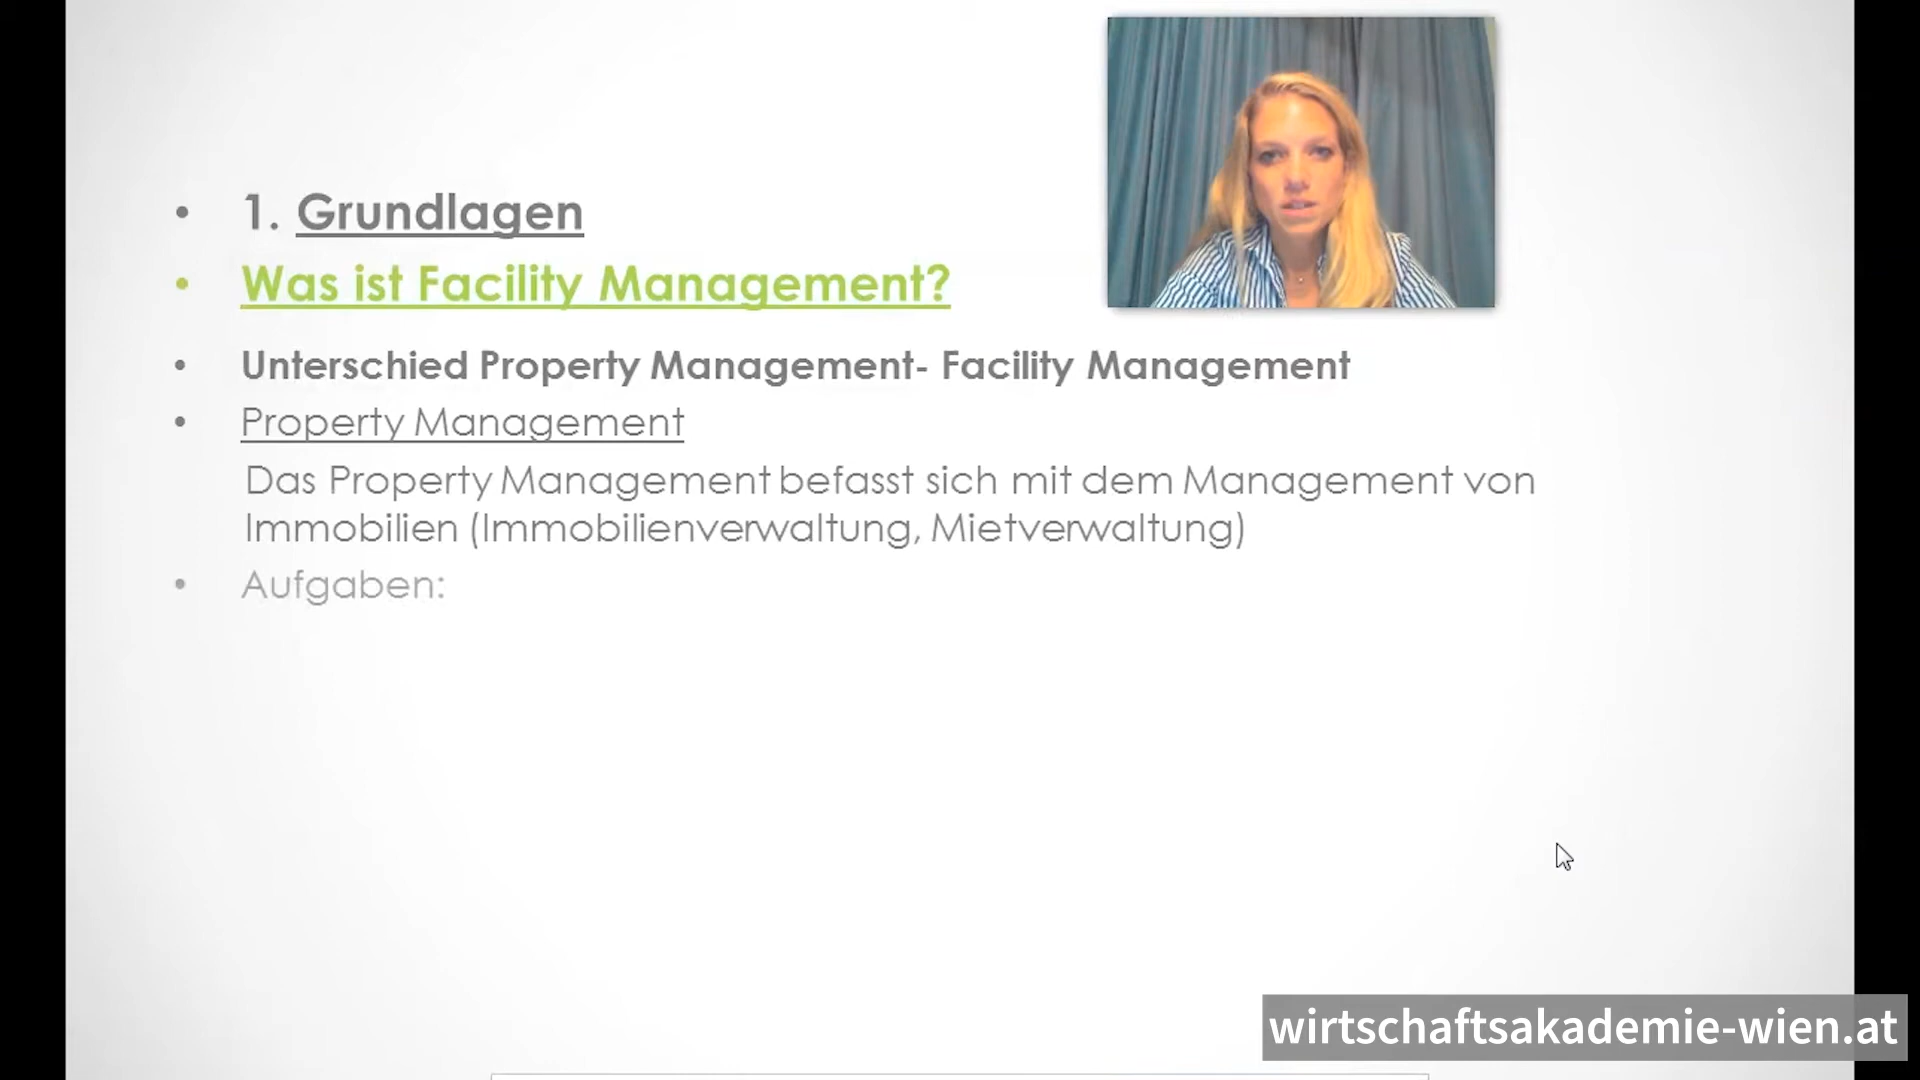 • 1. Grundlagen
• Was ist Facility Management?
• Unterschied Property Management- Facility Management
• Property Management
Das Property Management befasst sich mit dem Management von
Immobilien (Immobilienverwaltung, Mietverwaltung)
• Aufgaben:
wirtschaftsakademie-wien.at